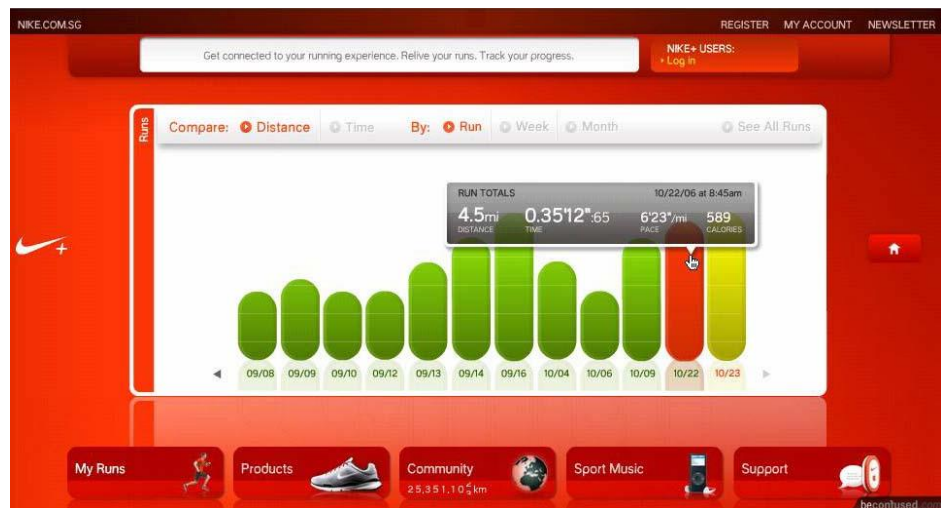 NIKE.COM.SG REGISTER MY ACCOUNT NEWSLETTER
Get connected to your running experience. Relive your runs. Track your progress.
NIKE+ USERS:
Log in
Runs
Compare: Distance Time By: Run Week Month See All Runs
RUN TOTALS 10/22/06 at 8:45am
4.5mi 0.35'12":65 6'23"/mi 589
DISTANCE TIME PACE CALORIES
09/08 09/09 09/10 09/12 09/13 09/14 09/16 10/04 10/06 10/09 10/22 10/23
My Runs Products Community Sport Music Support
km
becontused.com